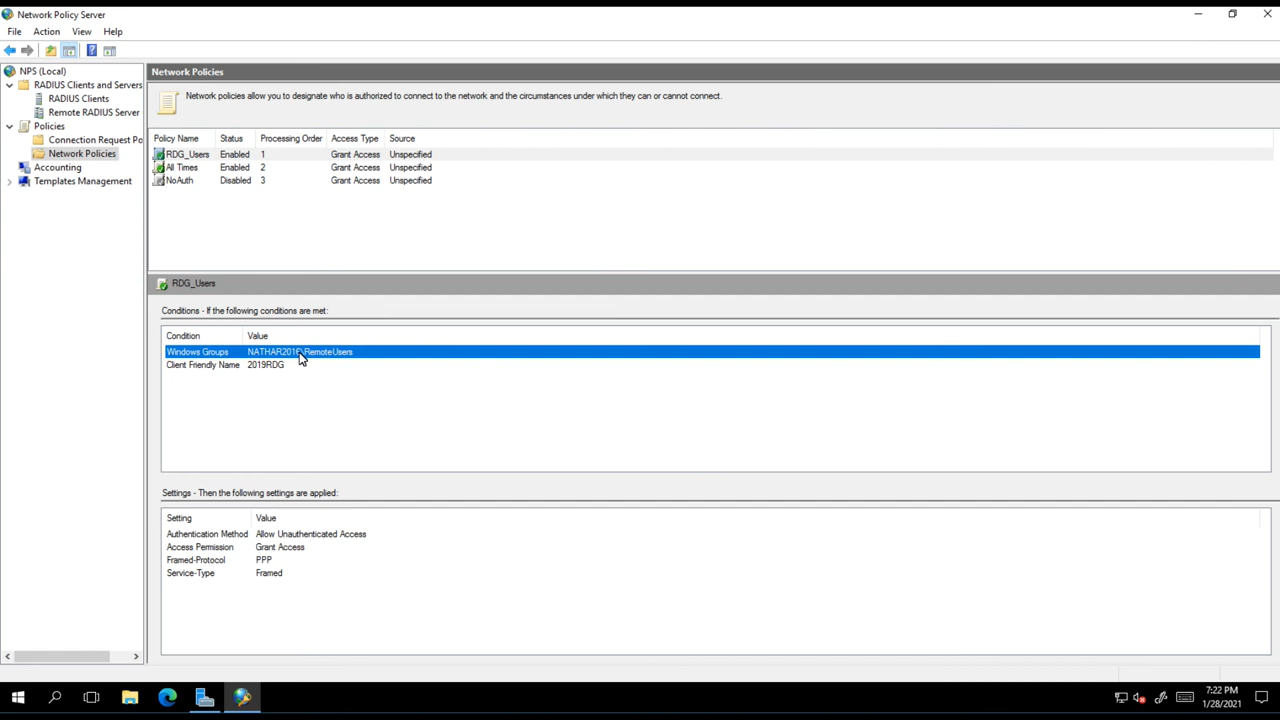 Network Policy Server
File Action View Help
NPS (Local)
RADIUS Clients and Servers
RADIUS Clients
Remote RADIUS Server
Policies
Connection Request Po
Network Policies
Accounting
Templates Management
Network Policies
Network policies allow you to designate who is authorized to connect to the network and the circumstances under which they can or cannot connect.
Policy Name Status Processing Order Access Type Source
RDG_Users Enabled 1 Grant Access Unspecified
All Times Enabled 2 Grant Access Unspecified
NoAuth Disabled 3 Grant Access Unspecified
RDG_Users
Conditions - If the following conditions are met:
Condition Value
Windows Groups RemoteUsers
Client Friendly Name 2019RDG
Settings - Then the following settings are applied:
Setting Value
Authentication Method Allow Unauthenticated Access
Access Permission Grant Access
Framed-Protocol PPP
Service-Type Framed
7:22 PM
1/28/2021